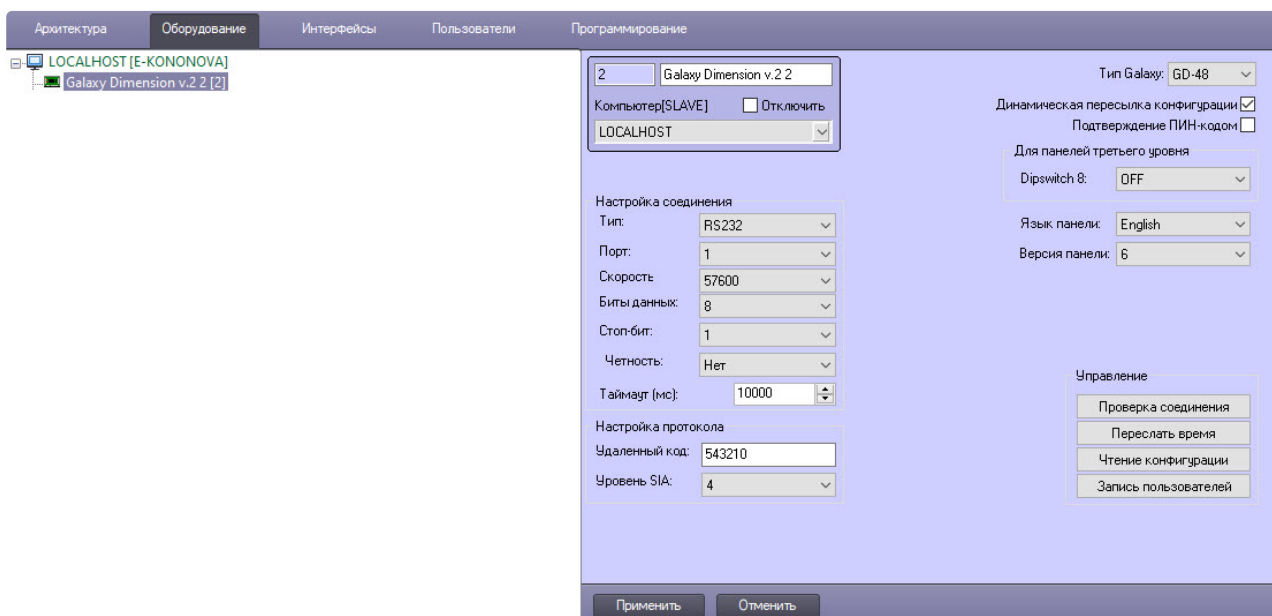 Архитектура Оборудование Интерфейсы Пользователи Программирование
LOCALHOST [E-KONONOVA]
Galaxy Dimension v.2 2 [2]
2 Galaxy Dimension v.2 2
Компьютер[SLAVE] Отключить
LOCALHOST
Настройка соединения
Тип: RS232
Порт: 1
Скорость 57600
Биты данных: 8
Стоп-бит: 1
Четность: Нет
Таймаут (мс): 10000
Настройка протокола
Удаленный код: 543210
Уровень SIA: 4
Тип Galaxy: GD-48
Динамическая пересылка конфигурации
Подтверждение ПИН-кодом
Для панелей третьего уровня
Dipswitch 8: OFF
Язык панели: English
Версия панели: 6
Управление
Проверка соединения
Переслать время
Чтение конфигурации
Запись пользователей
Применить Отменить